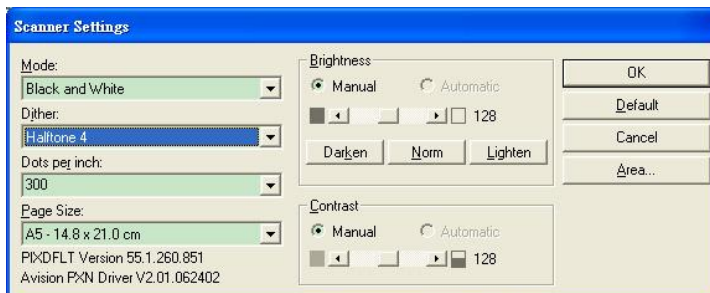 Scanner Settings
Mode:
Black and White
Dither:
Halftone 4
Dots per inch:
300
Page Size:
A5 - 14.8 x 21.0 cm
PIXDFLT Version 55.1.260.851
Avision PXN Driver V2.01.062402
Brightness
Manual Automatic
128
Darken Norm Lighten
Contrast
Manual Automatic
128
OK
Default
Cancel
Area...